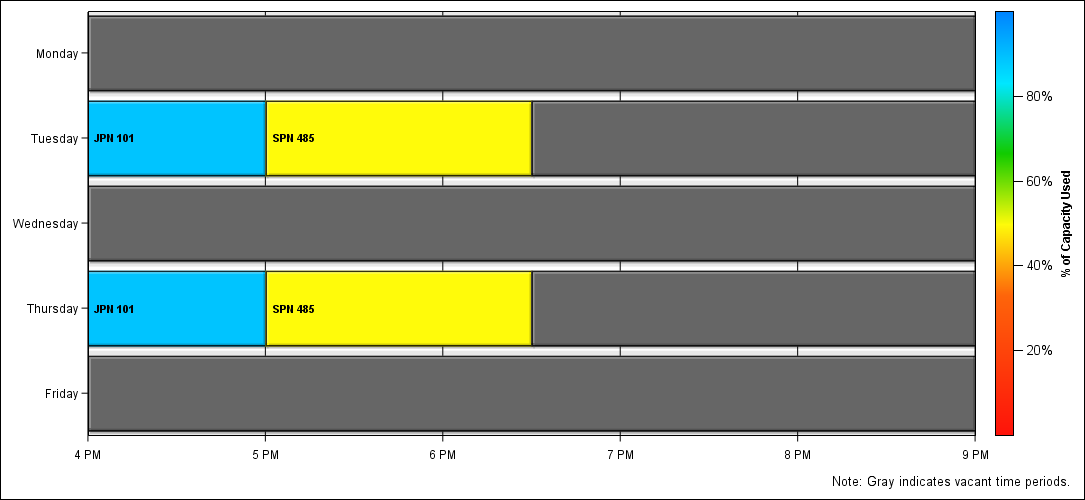 Monday
Tuesday
JPN 101
SPN 485
Wednesday
Thursday
JPN 101
SPN 485
Friday
4 PM
5 PM
6 PM
7 PM
8 PM
9 PM
80%
60%
40%
20%
% of Capacity Used
Note: Gray indicates vacant time periods.